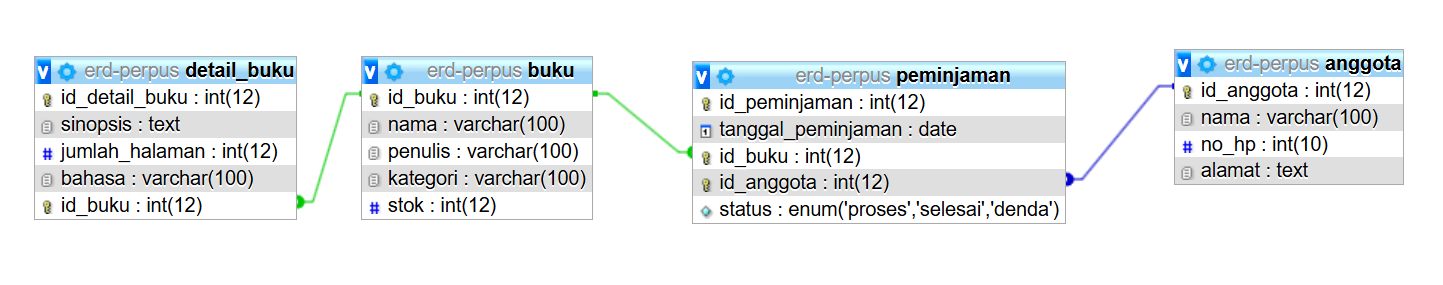 erd-perpus detail_buku
id_detail_buku : int(12)
sinopsis : text
# jumlah_halaman : int(12)
bahasa : varchar(100)
id_buku : int(12)
erd-perpus buku
id_buku : int(12)
nama : varchar(100)
penulis : varchar(100)
kategori : varchar(100)
# stok : int(12)
erd-perpus peminjaman
id_peminjaman : int(12)
tanggal_peminjaman : date
id_buku : int(12)
id_anggota : int(12)
status : enum('proses','selesai','denda')
erd-perpus anggota
id_anggota : int(12)
nama : varchar(100)
# no_hp : int(10)
alamat : text